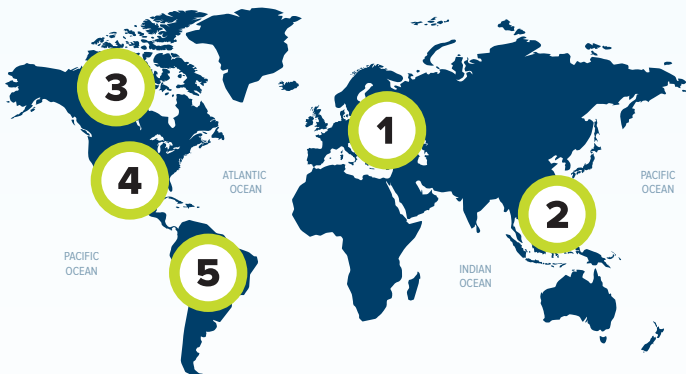 3
1
4
ATLANTIC
OCEAN
PACIFIC
OCEAN
2
PACIFIC
OCEAN
5
INDIAN
OCEAN